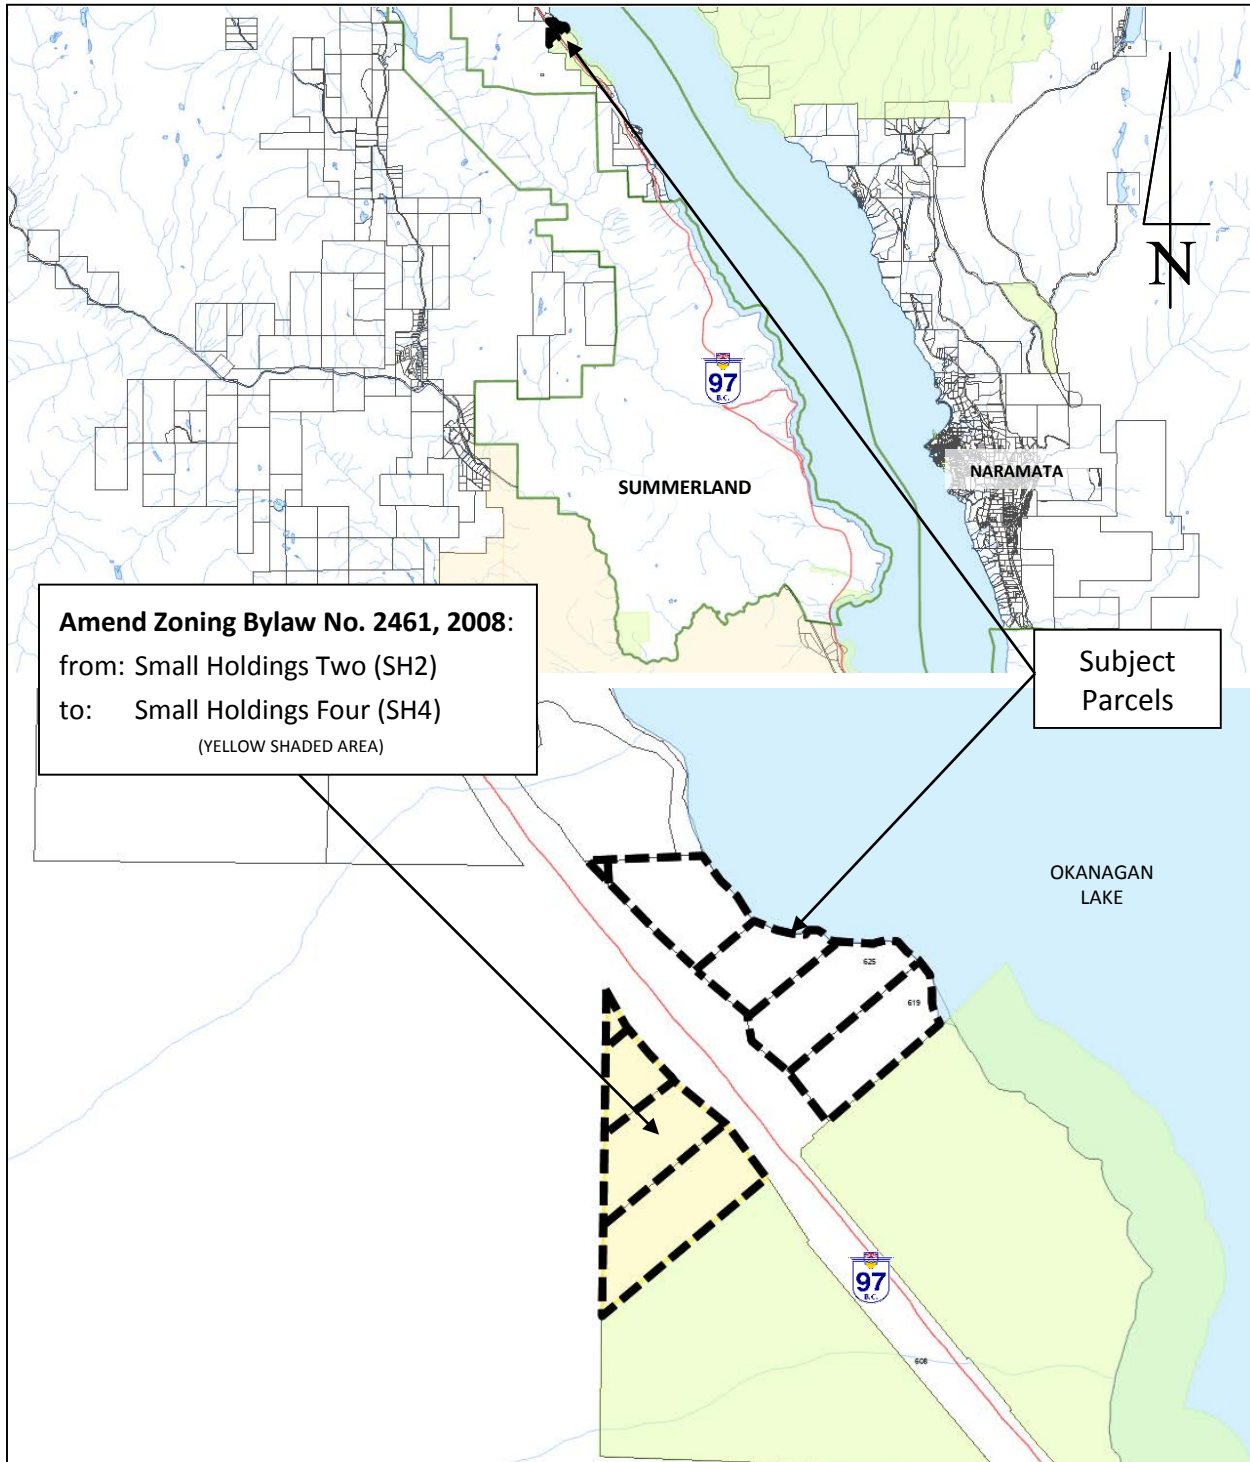 N
97
B.C.
SUMMERLAND
NARAMATA
Amend Zoning Bylaw No. 2461, 2008:
from: Small Holdings Two (SH2)
to: Small Holdings Four (SH4)
(YELLOW SHADED AREA)
Subject
Parcels
OKANAGAN
LAKE
625
619
97
B.C.
608